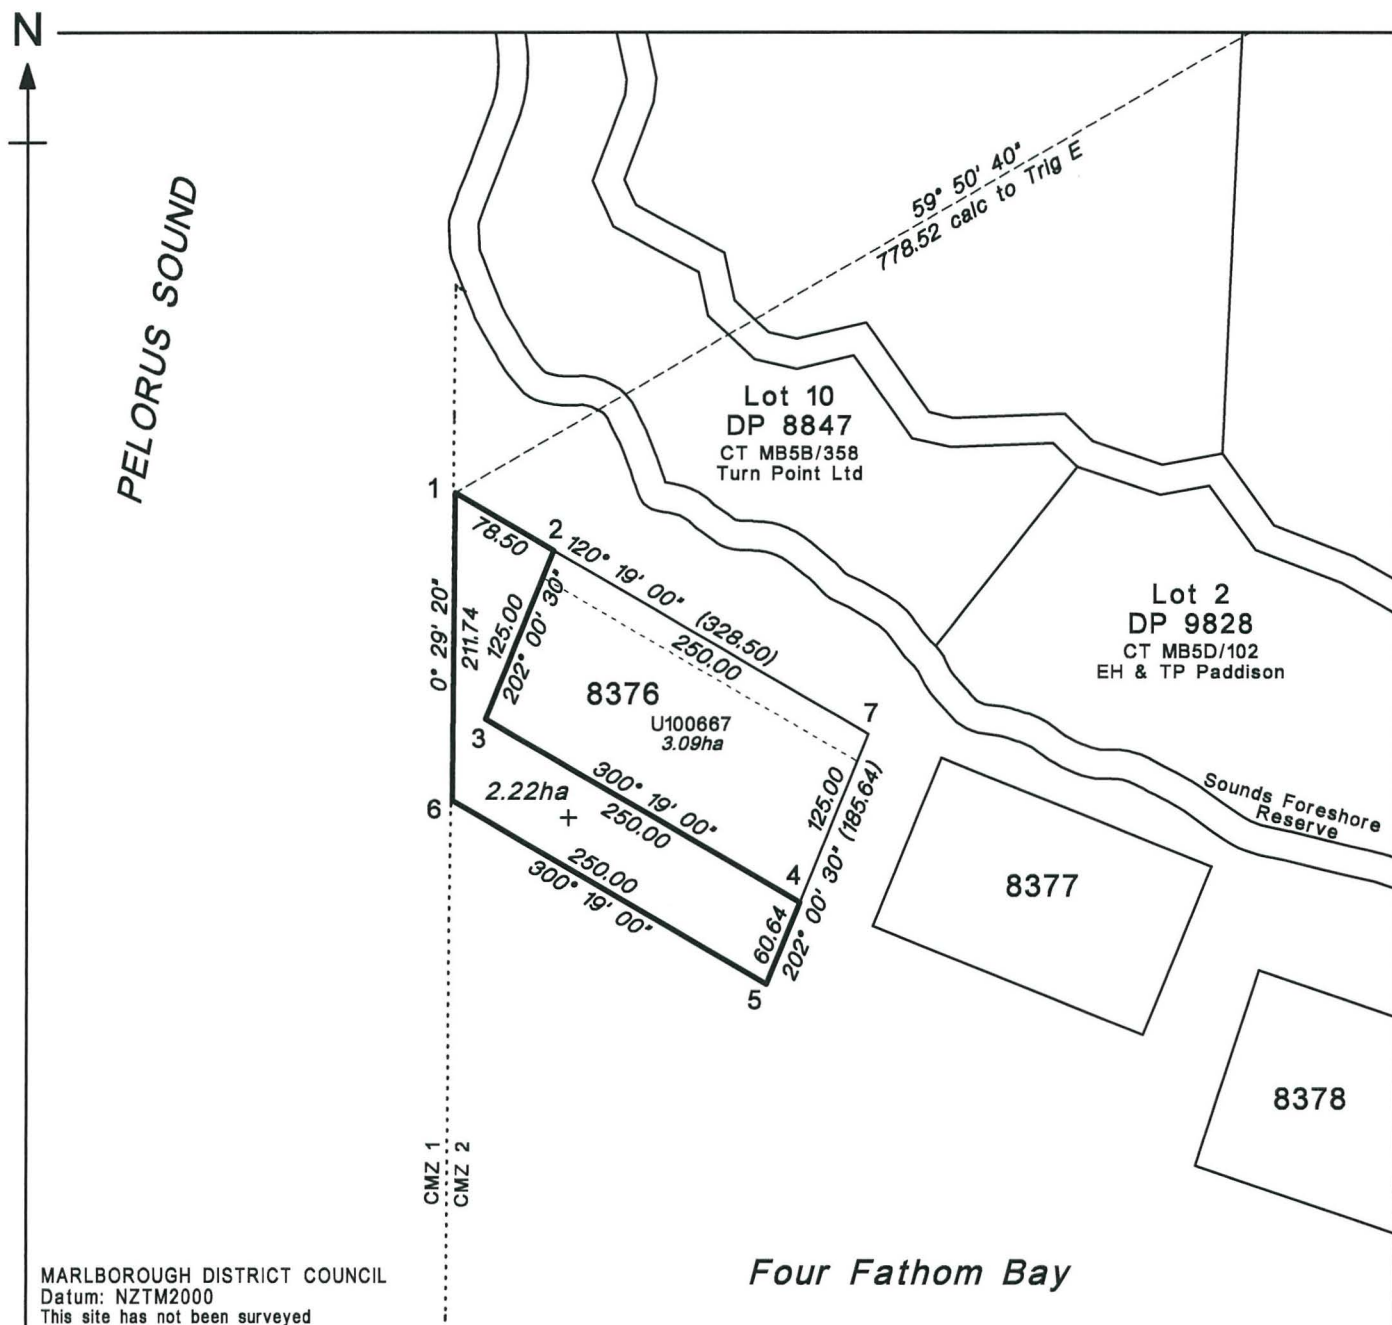 N
PELORUS SOUND
59° 50' 40"
778.52 calc to Trig E
Lot 10
DP 8847
CT MB5B/358
Turn Point Ltd
1
78.50
2
120° 19' 00" (328.50)
250.00
0° 29' 20"
211.74
125.00
202° 00' 30"
Lot 2
DP 9828
CT MB5D/102
EH & TP Paddison
8376
U100667
3.09ha
7
3
125.00
202° 00' 30" (185.64)
Sounds Foreshore
Reserve
6
2.22ha
300° 19' 00"
250.00
250.00
300° 19' 00"
4
60.64
5
8377
8378
CMZ 1
CMZ 2
Four Fathom Bay
MARLBOROUGH DISTRICT COUNCIL
Datum: NZTM2000
This site has not been surveyed